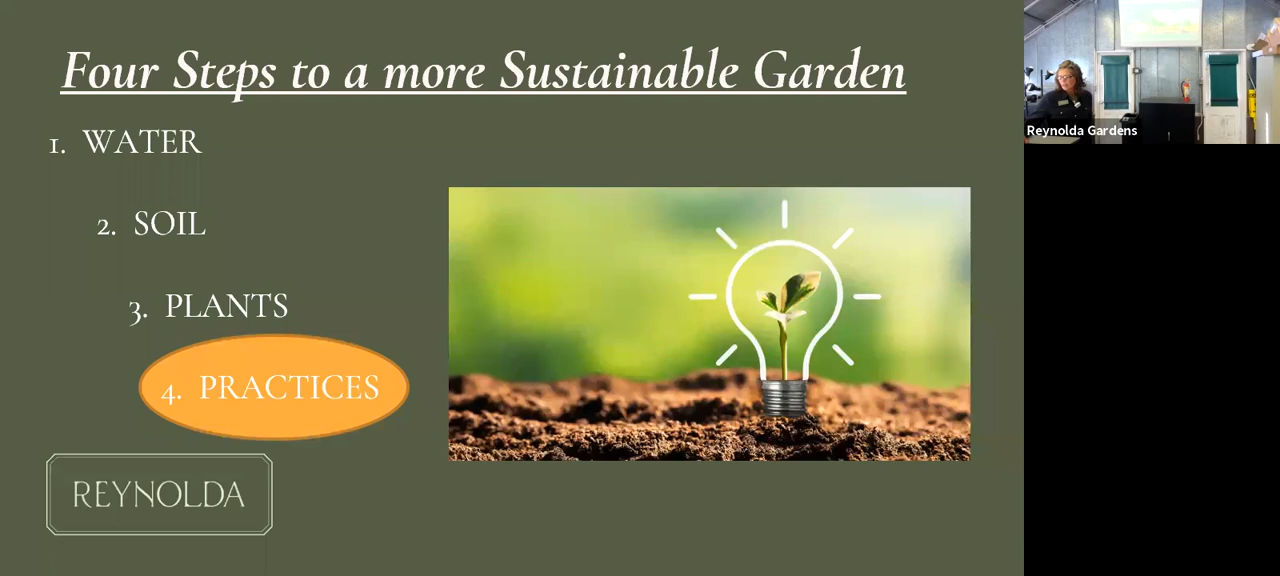 Four Steps to a more Sustainable Garden
1. WATER
2. SOIL
3. PLANTS
4. PRACTICES
REYNOLDA
Reynolda Gardens